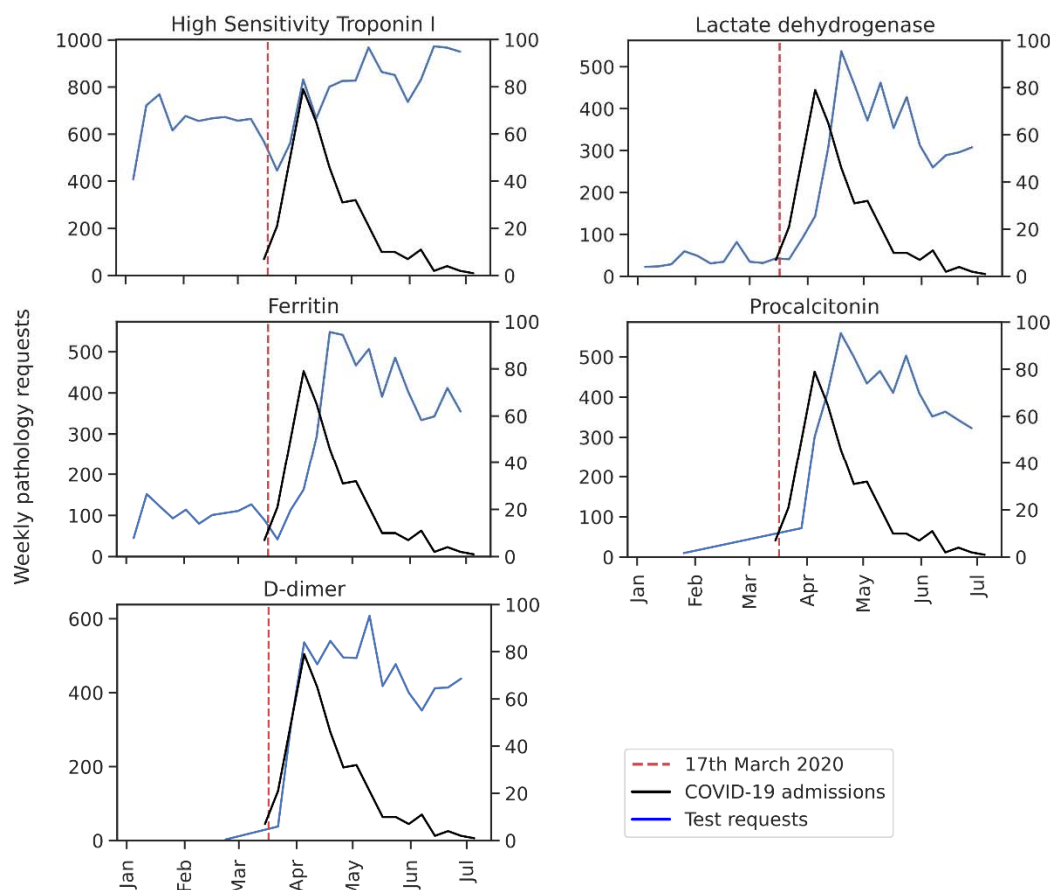 High Sensitivity Troponin I
1000
800
600
400
200
0
100
80
60
40
20
0
Lactate dehydrogenase
500
400
300
200
100
0
100
80
60
40
20
0
Weekly pathology requests
Ferritin
500
400
300
200
100
0
100
80
60
40
20
0
Procalcitonin
500
400
300
200
100
0
100
80
60
40
20
0
Jan
Feb
Mar
Apr
May
Jun
Jul
D-dimer
600
400
200
0
100
80
60
40
20
0
Jan
Feb
Mar
Apr
May
Jun
Jul
17th March 2020
COVID-19 admissions
Test requests